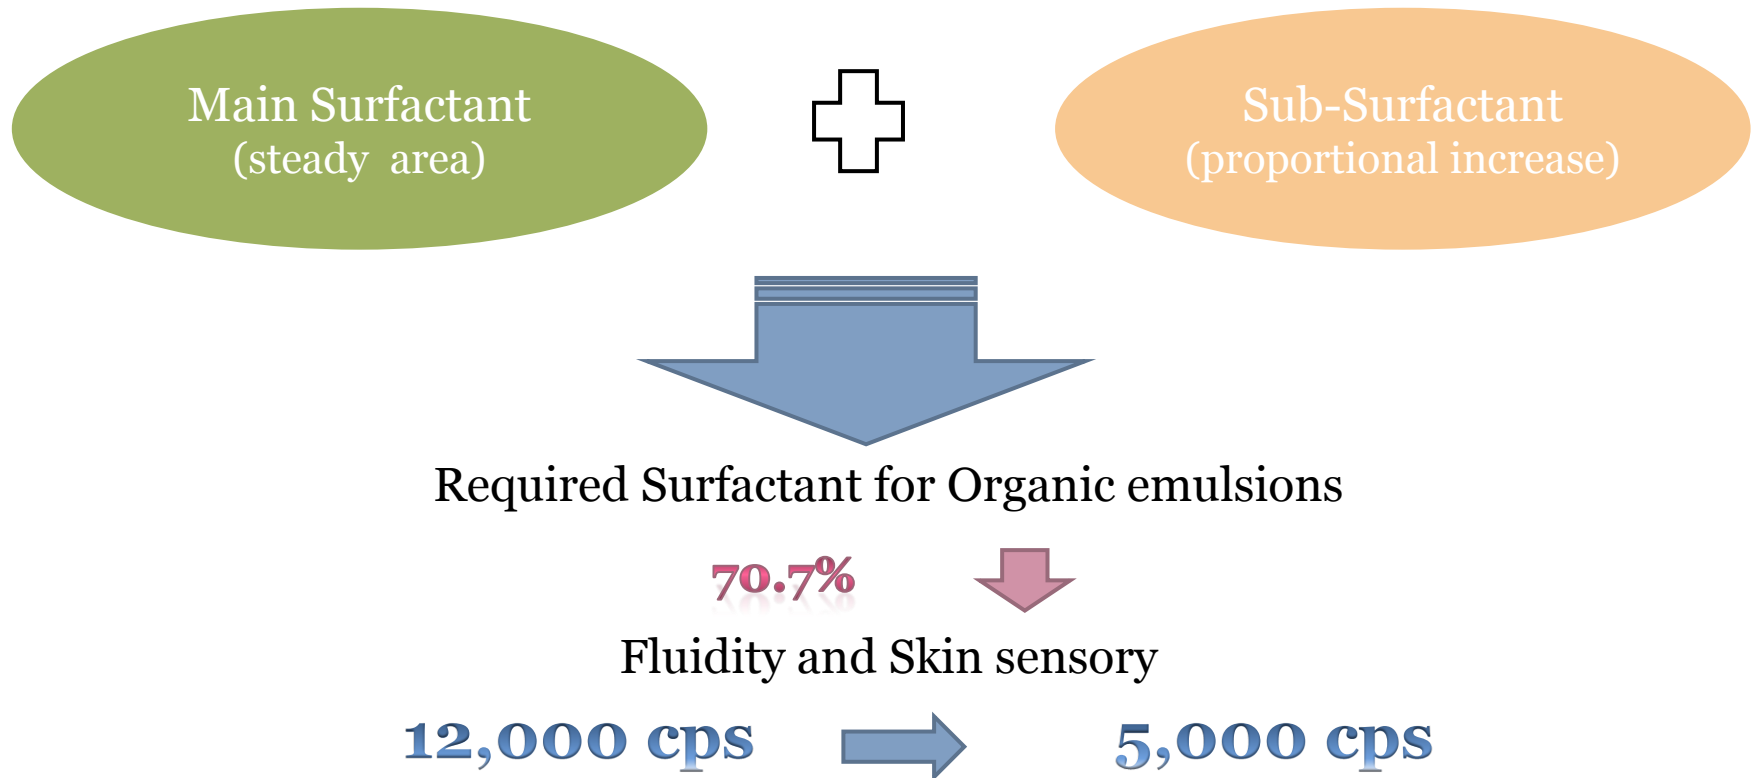 Main Surfactant
(steady area)
Sub-Surfactant
(proportional increase)
Required Surfactant for Organic emulsions
70.7%
Fluidity and Skin sensory
12,000 cps
5,000 cps